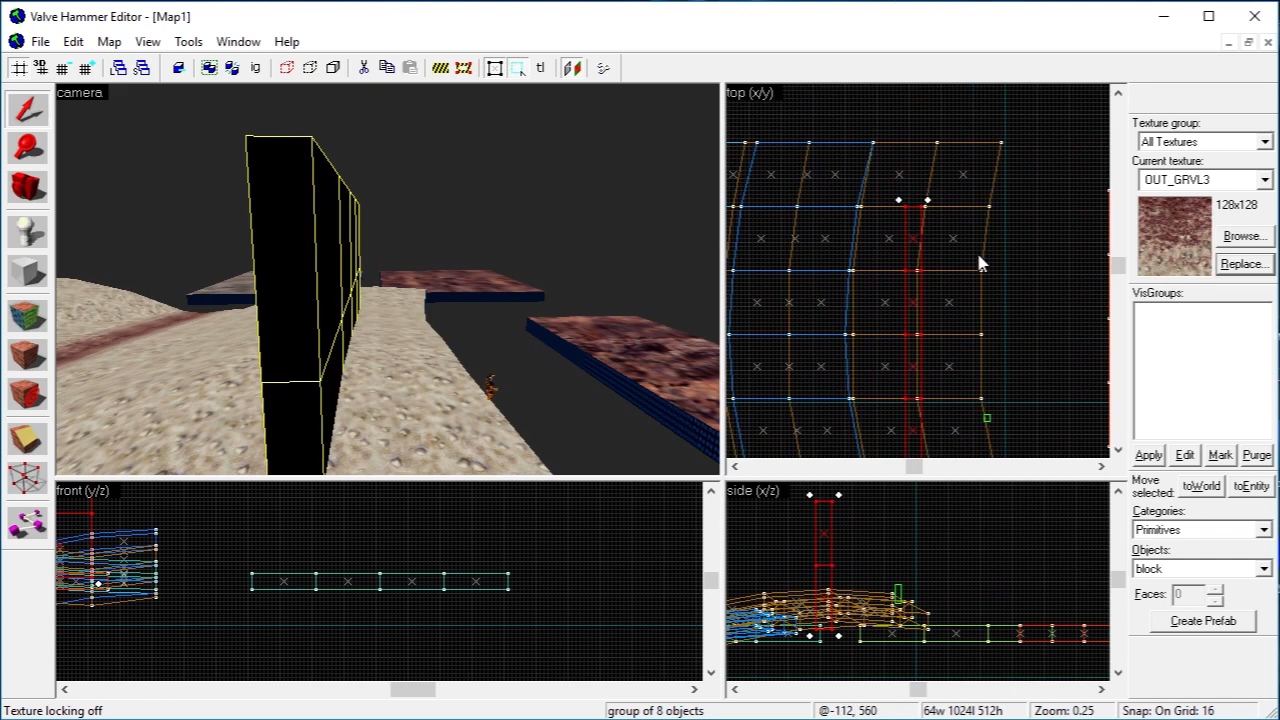 Valve Hammer Editor - [Map1]
File Edit Map View Tools Window Help
3D
ig
tl
camera
top (x/y)
front (y/z)
side (x/z)
Texture group:
All Textures
Current texture:
OUT_GRVL3
128x128
Browse...
Replace...
VisGroups:
Apply Edit Mark Purge
Move selected:
toWorld toEntity
Categories:
Primitives
Objects:
block
Faces: 0
Create Prefab
Texture locking off
group of 8 objects
@-112, 560
64w 1024l 512h
Zoom: 0.25
Snap: On Grid: 16